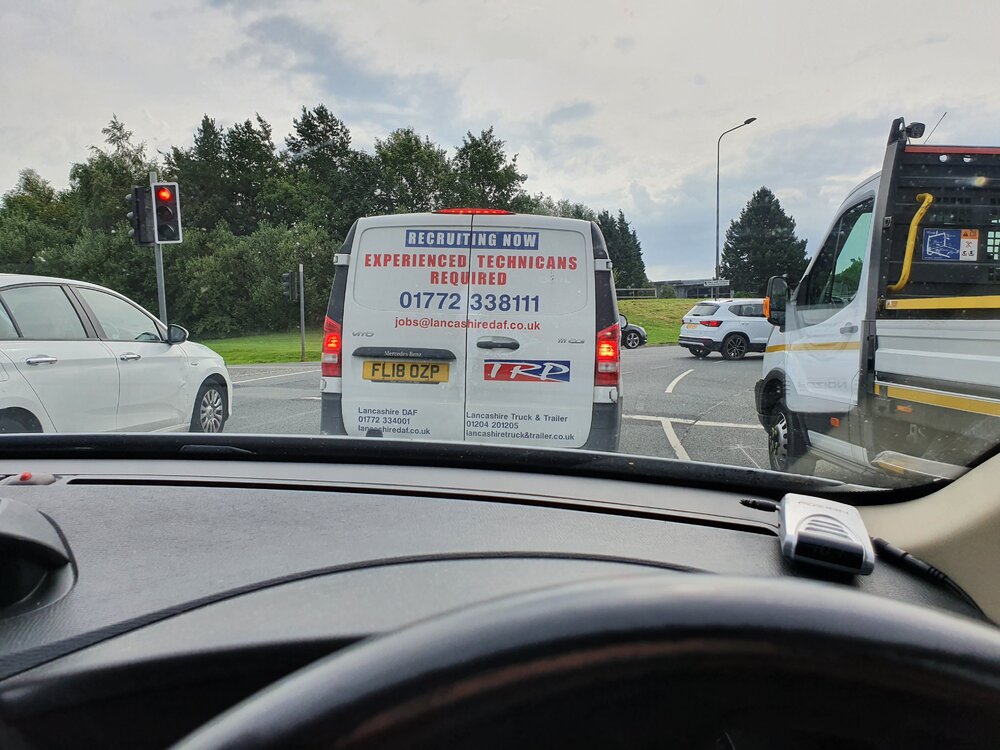 RECRUITING NOW
EXPERIENCED TECHNICANS
REQUIRED
01772 338111
jobs@lancashiredaf.co.uk
VITO
Mercedes-Benz
FL18 OZP
TRP
Lancashire DAF
01772 334001
lancashiredaf.co.uk
Lancashire Truck & Trailer
01204 201205
lancashiretruck&trailer.co.uk